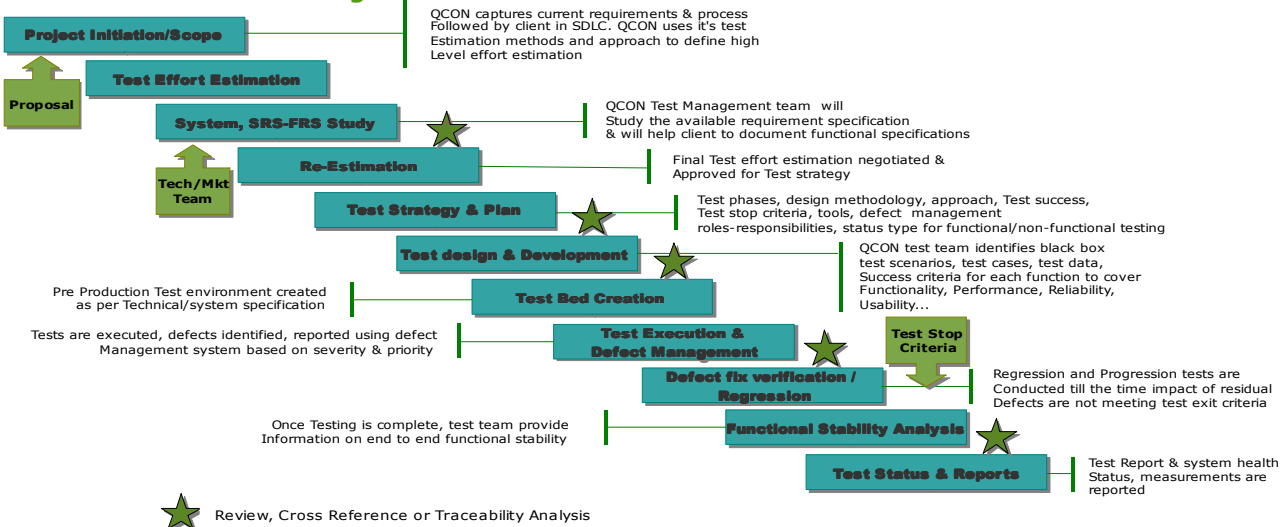 QCON captures current requirements & process
Followed by client in SDLC. QCON uses it's test
Estimation methods and approach to define high
Level effort estimation
Project Initiation/Scope
Test Effort Estimation
Proposal
System, SRS-FRS Study
QCON Test Management team will
Study the available requirement specification
& will help client to document functional specifications
Re-Estimation
Final Test effort estimation negotiated &
Approved for Test strategy
Tech/Mkt
Team
Test Strategy & Plan
Test phases, design methodology, approach, Test success,
Test stop criteria, tools, defect management
roles-responsibilities, status type for functional/non-functional testing
Test design & Development
QCON test team identifies black box
test scenarios, test cases, test data,
Success criteria for each function to cover
Functionality, Performance, Reliability,
Usability...
Pre Production Test environment created
as per Technical/system specification
Test Bed Creation
Tests are executed, defects identified, reported using defect
Management system based on severity & priority
Test Execution &
Defect Management
Test Stop
Criteria
Defect fix verification /
Regression
Regression and Progression tests are
Conducted till the time impact of residual
Defects are not meeting test exit criteria
Once Testing is complete, test team provide
Information on end to end functional stability
Functional Stability Analysis
Test Status & Reports
Test Report & system health
Status, measurements are
reported
Review, Cross Reference or Traceability Analysis